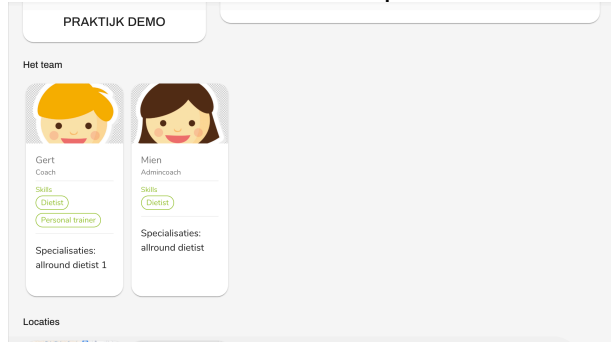 PRAKTIJK DEMO
Het team
Gert
Coach
Skills
Dietist
Personal trainer
Specialisaties:
allround dietist 1
Mien
Admincoach
Skills
Dietist
Specialisaties:
allround dietist
Locaties